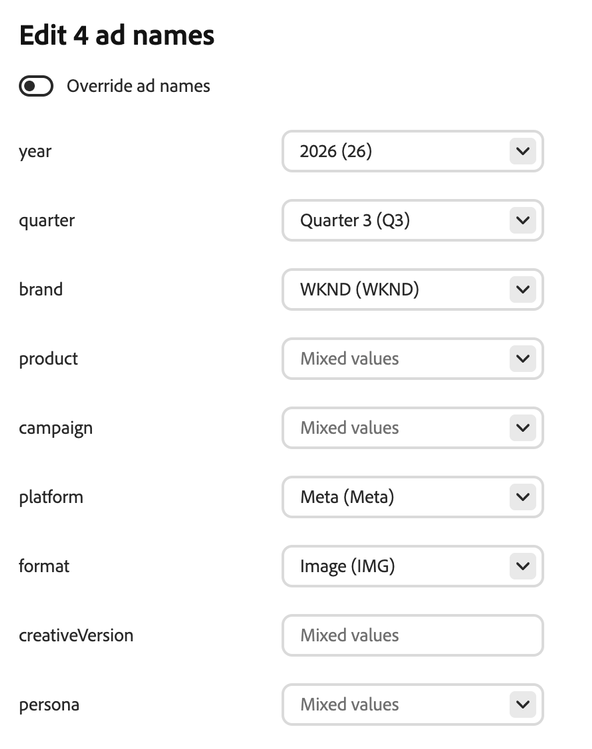 Edit 4 ad names
Override ad names
year 2026 (26)
quarter Quarter 3 (Q3)
brand WKND (WKND)
product Mixed values
campaign Mixed values
platform Meta (Meta)
format Image (IMG)
creativeVersion Mixed values
persona Mixed values